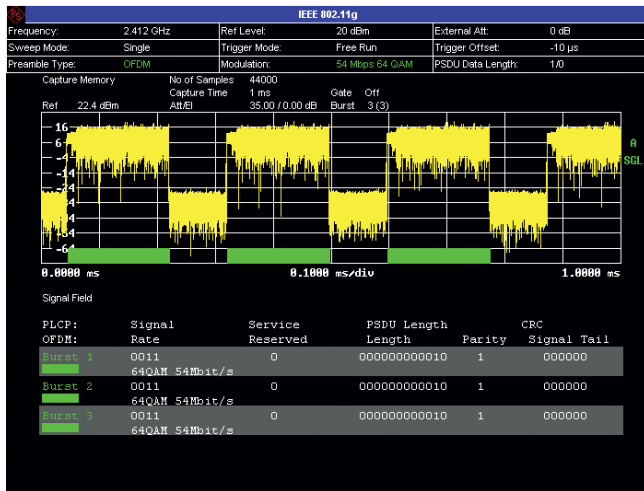 IEEE 802.11g
Frequency: 2.412 GHz Ref Level: 20 dBm External Att: 0 dB
Sweep Mode: Single Trigger Mode: Free Run Trigger Offset: -10 µs
Preamble Type: OFDM Modulation: 54 Mbps 64 QAM PSDU Data Length: 1/0
Capture Memory No of Samples 44000
Capture Time 1 ms Gate Off
Ref 22.4 dBm Att/El 35.00 / 0.00 dB Burst 3 (3)
16
6
-4
-14
-24
-34
-44
-54
-64
A
SGL
0.0000 ms 0.1000 ms/div 1.0000 ms
Signal Field
PLCP: Signal Service PSDU Length CRC
OFDM: Rate Reserved Length Parity Signal Tail
Burst 1 0011 0 000000000010 1 000000
64QAM 54Mbit/s
Burst 2 0011 0 000000000010 1 000000
64QAM 54Mbit/s
Burst 3 0011 0 000000000010 1 000000
64QAM 54Mbit/s